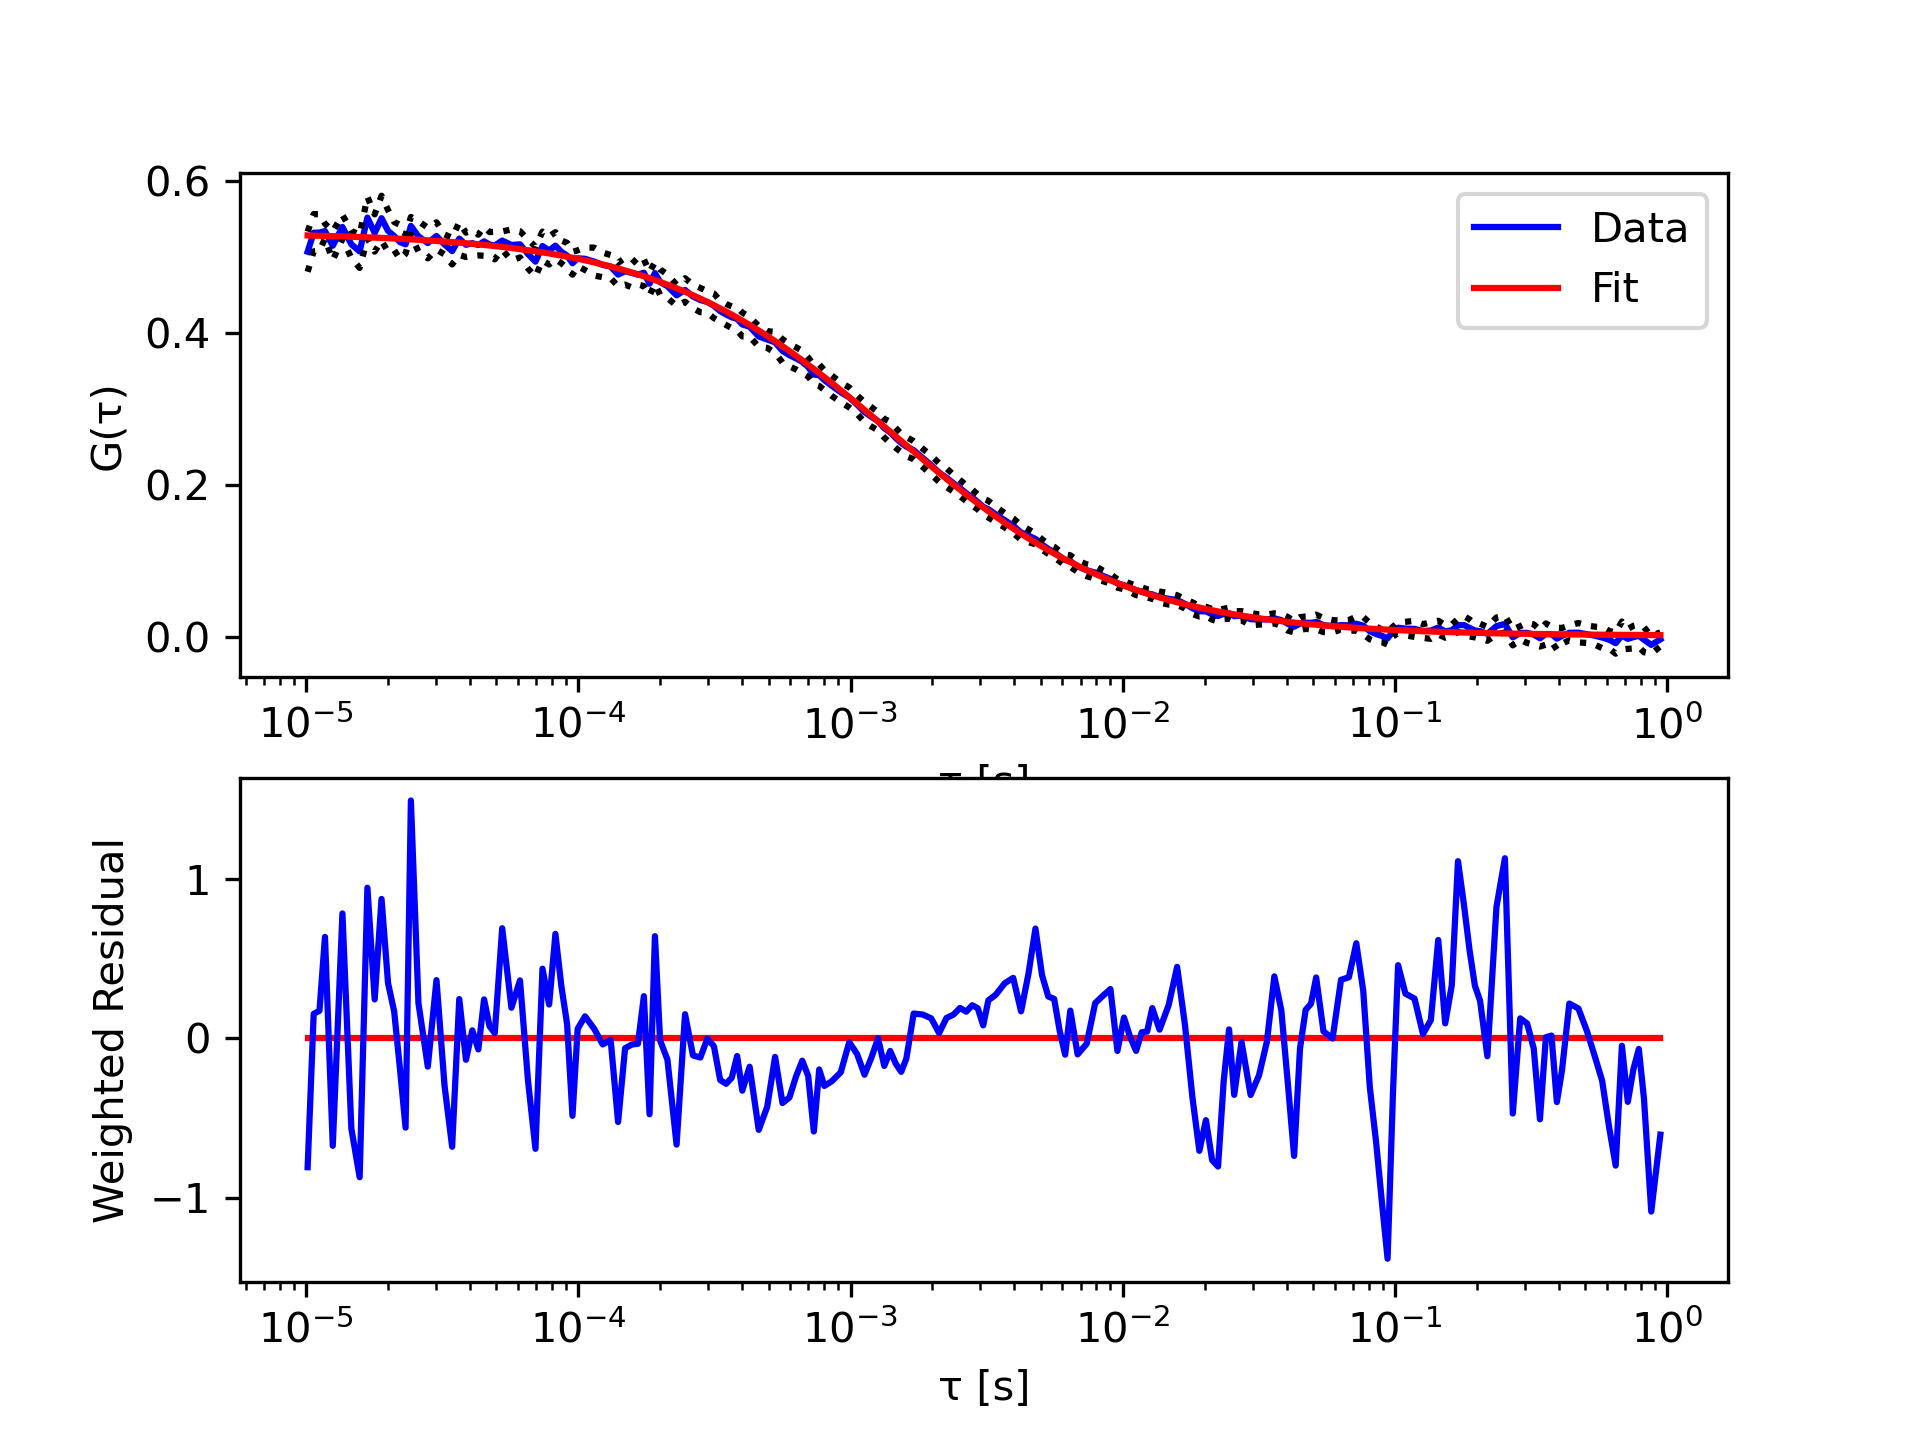 0.6
0.4
0.2
0.0
G(τ)
Data
Fit
10⁻⁵ 10⁻⁴ 10⁻³ 10⁻² 10⁻¹ 10⁰
τ [s]
1
0
−1
Weighted Residual
10⁻⁵ 10⁻⁴ 10⁻³ 10⁻² 10⁻¹ 10⁰
τ [s]